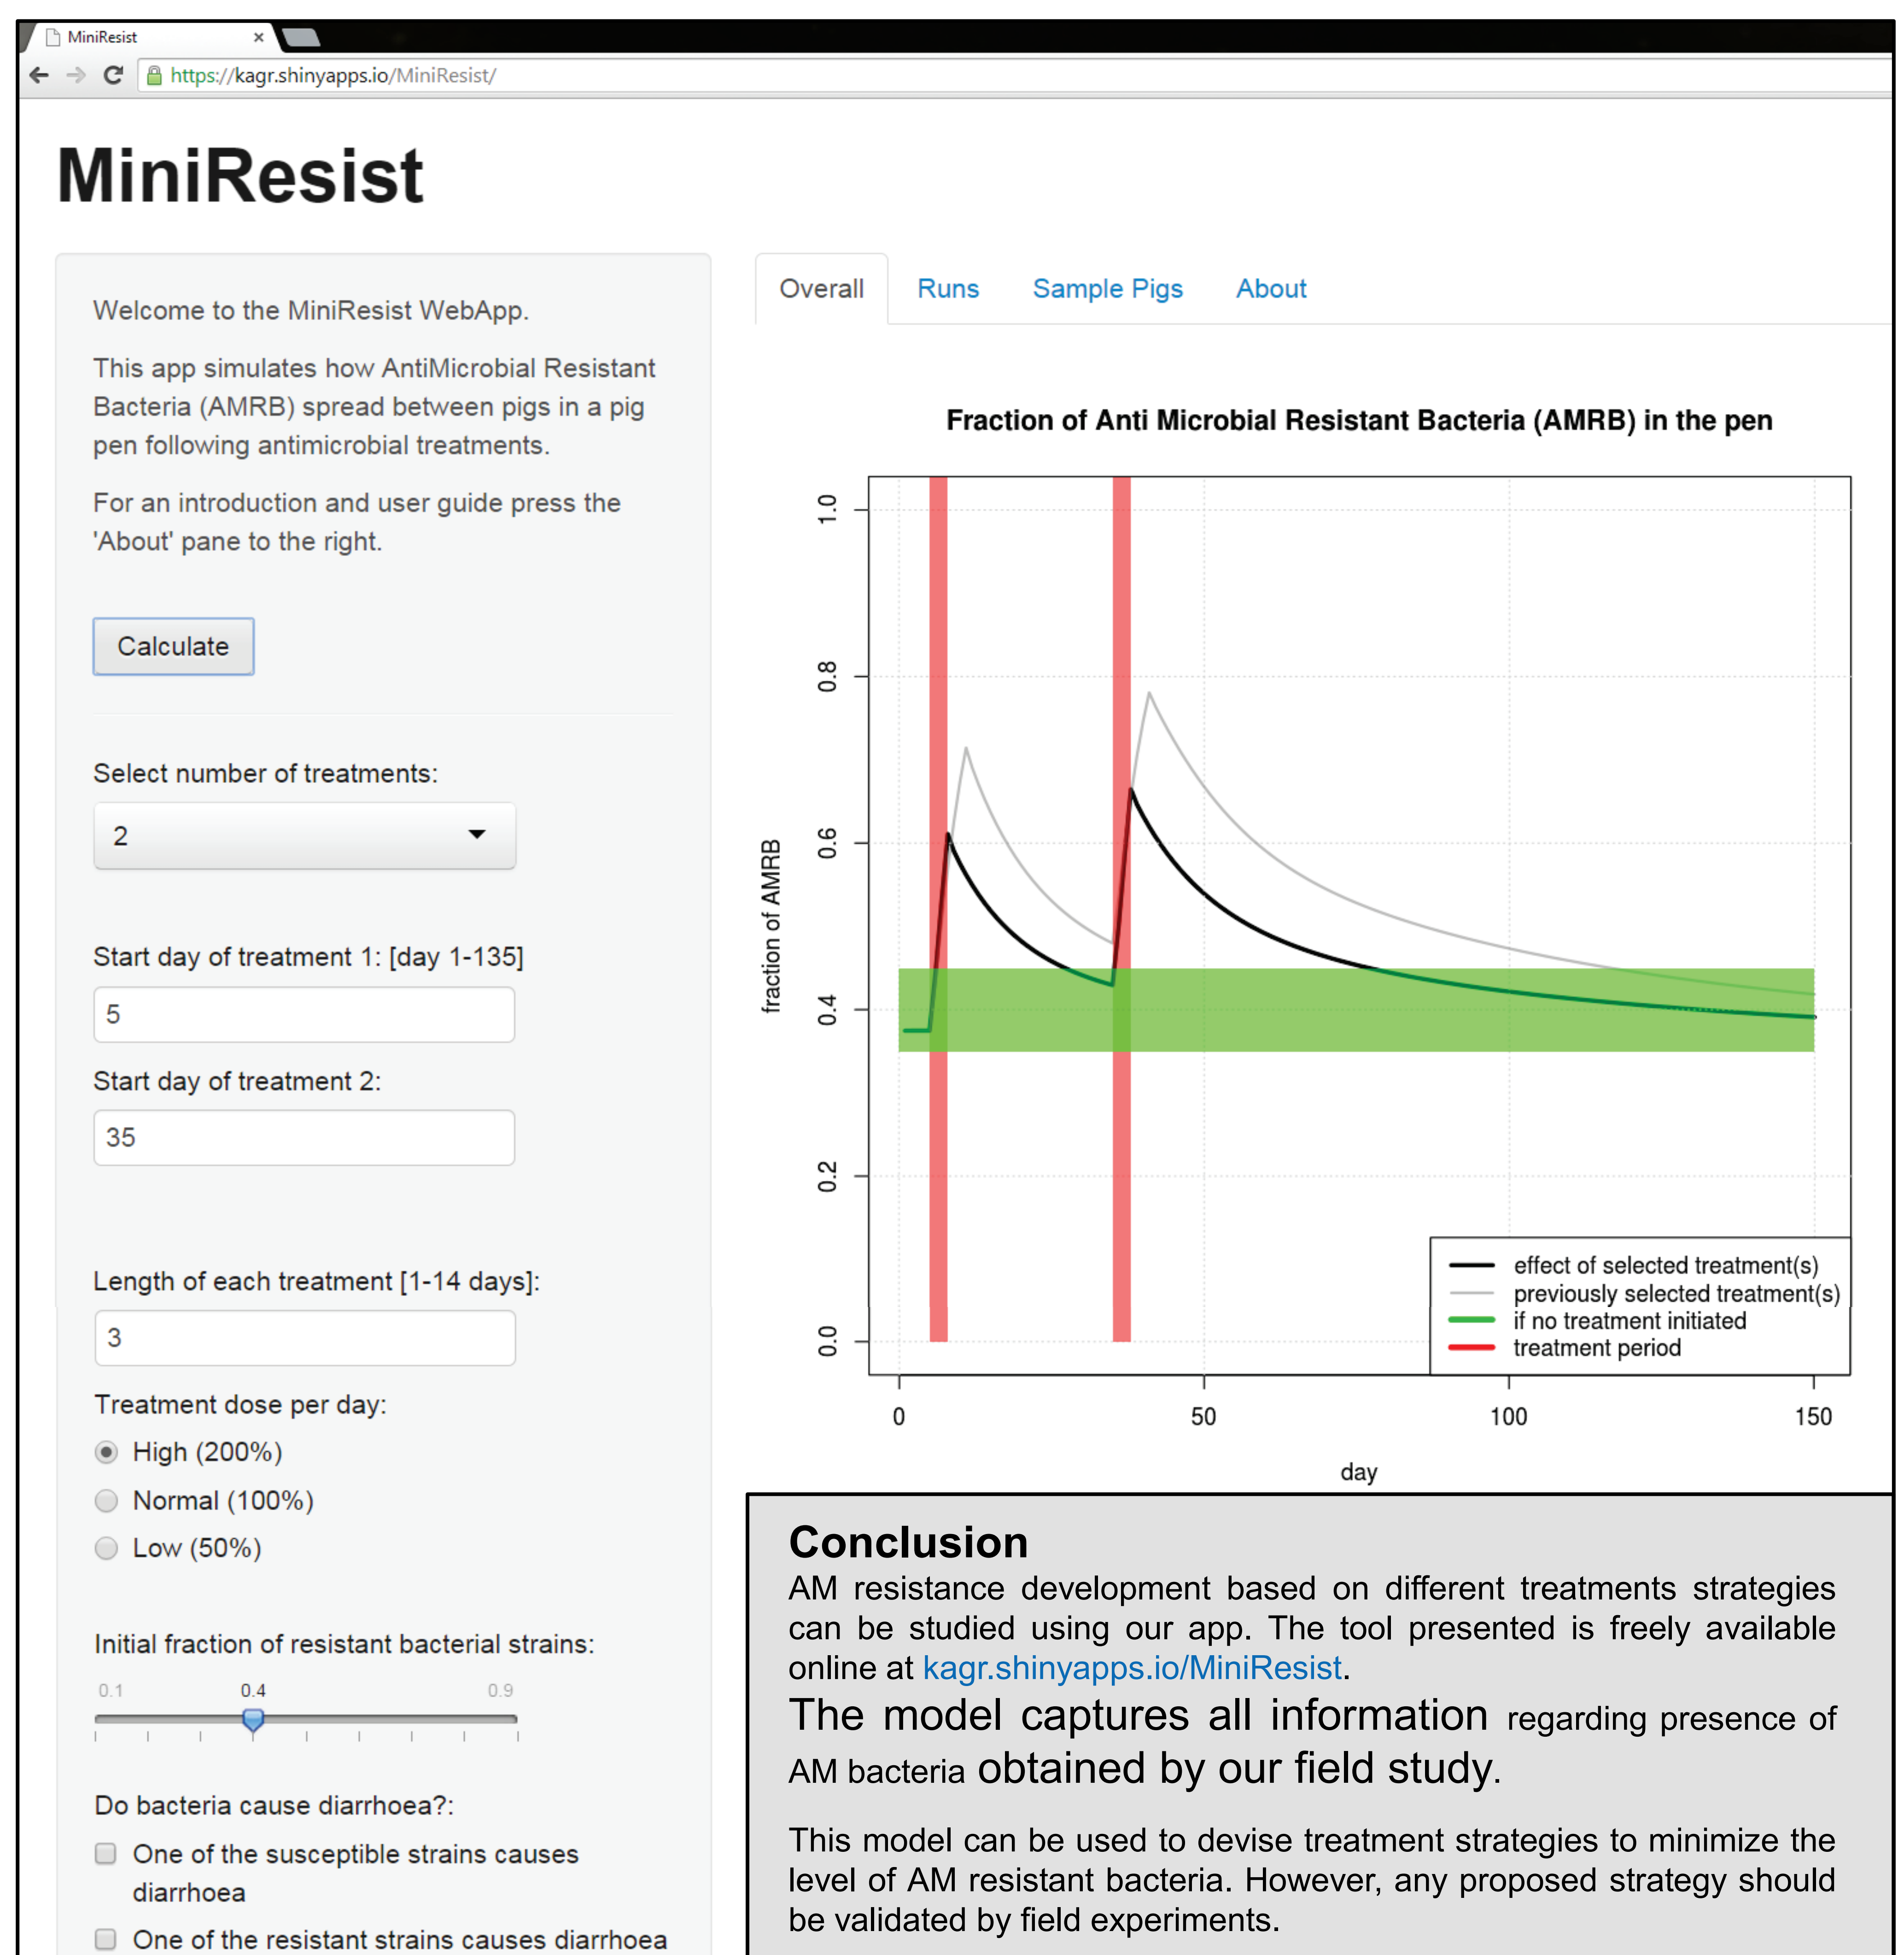 MiniResist
https://kagr.shinyapps.io/MiniResist/
MiniResist
Welcome to the MiniResist WebApp.
This app simulates how AntiMicrobial Resistant
Bacteria (AMRB) spread between pigs in a pig
pen following antimicrobial treatments.
For an introduction and user guide press the
'About' pane to the right.
Calculate
Select number of treatments:
2
Start day of treatment 1: [day 1-135]
5
Start day of treatment 2:
35
Length of each treatment [1-14 days]:
3
Treatment dose per day:
High (200%)
Normal (100%)
Low (50%)
Initial fraction of resistant bacterial strains:
0.1 0.4 0.9
Do bacteria cause diarrhoea?:
One of the susceptible strains causes
diarrhoea
One of the resistant strains causes diarrhoea
Overall Runs Sample Pigs About
Fraction of Anti Microbial Resistant Bacteria (AMRB) in the pen
fraction of AMRB
1.0
0.8
0.6
0.4
0.2
0.0
effect of selected treatment(s)
previously selected treatment(s)
if no treatment initiated
treatment period
0 50 100 150
day
Conclusion
AM resistance development based on different treatments strategies
can be studied using our app. The tool presented is freely available
online at kagr.shinyapps.io/MiniResist.
The model captures all information regarding presence of
AM bacteria obtained by our field study.
This model can be used to devise treatment strategies to minimize the
level of AM resistant bacteria. However, any proposed strategy should
be validated by field experiments.